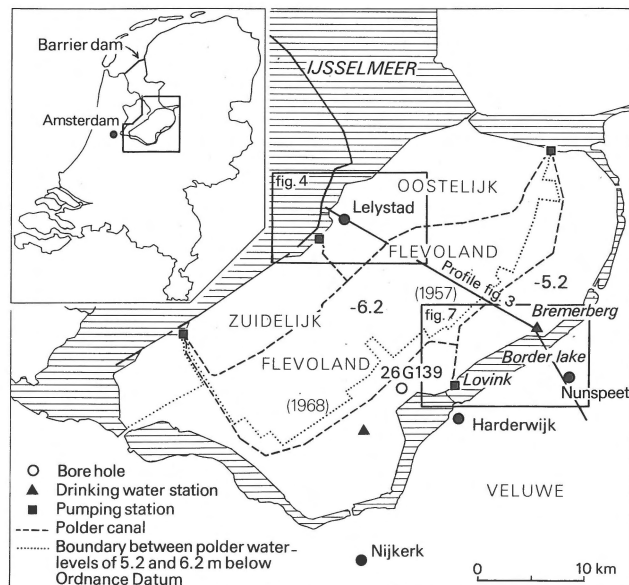 Barrier dam
Amsterdam
IJSSELMEER
fig. 4
OOSTELIJK
Lelystad
FLEVOLAND
Profile fig. 3
-5.2
-6.2
(1957)
fig. 7
Bremerberg
ZUIDELIJK
FLEVOLAND
26G139
Border lake
Lovink
Nunspeet
(1968)
Harderwijk
VELUWE
Nijkerk
Bore hole
Drinking water station
Pumping station
Polder canal
Boundary between polder water-
levels of 5.2 and 6.2 m below
Ordnance Datum
0 10 km